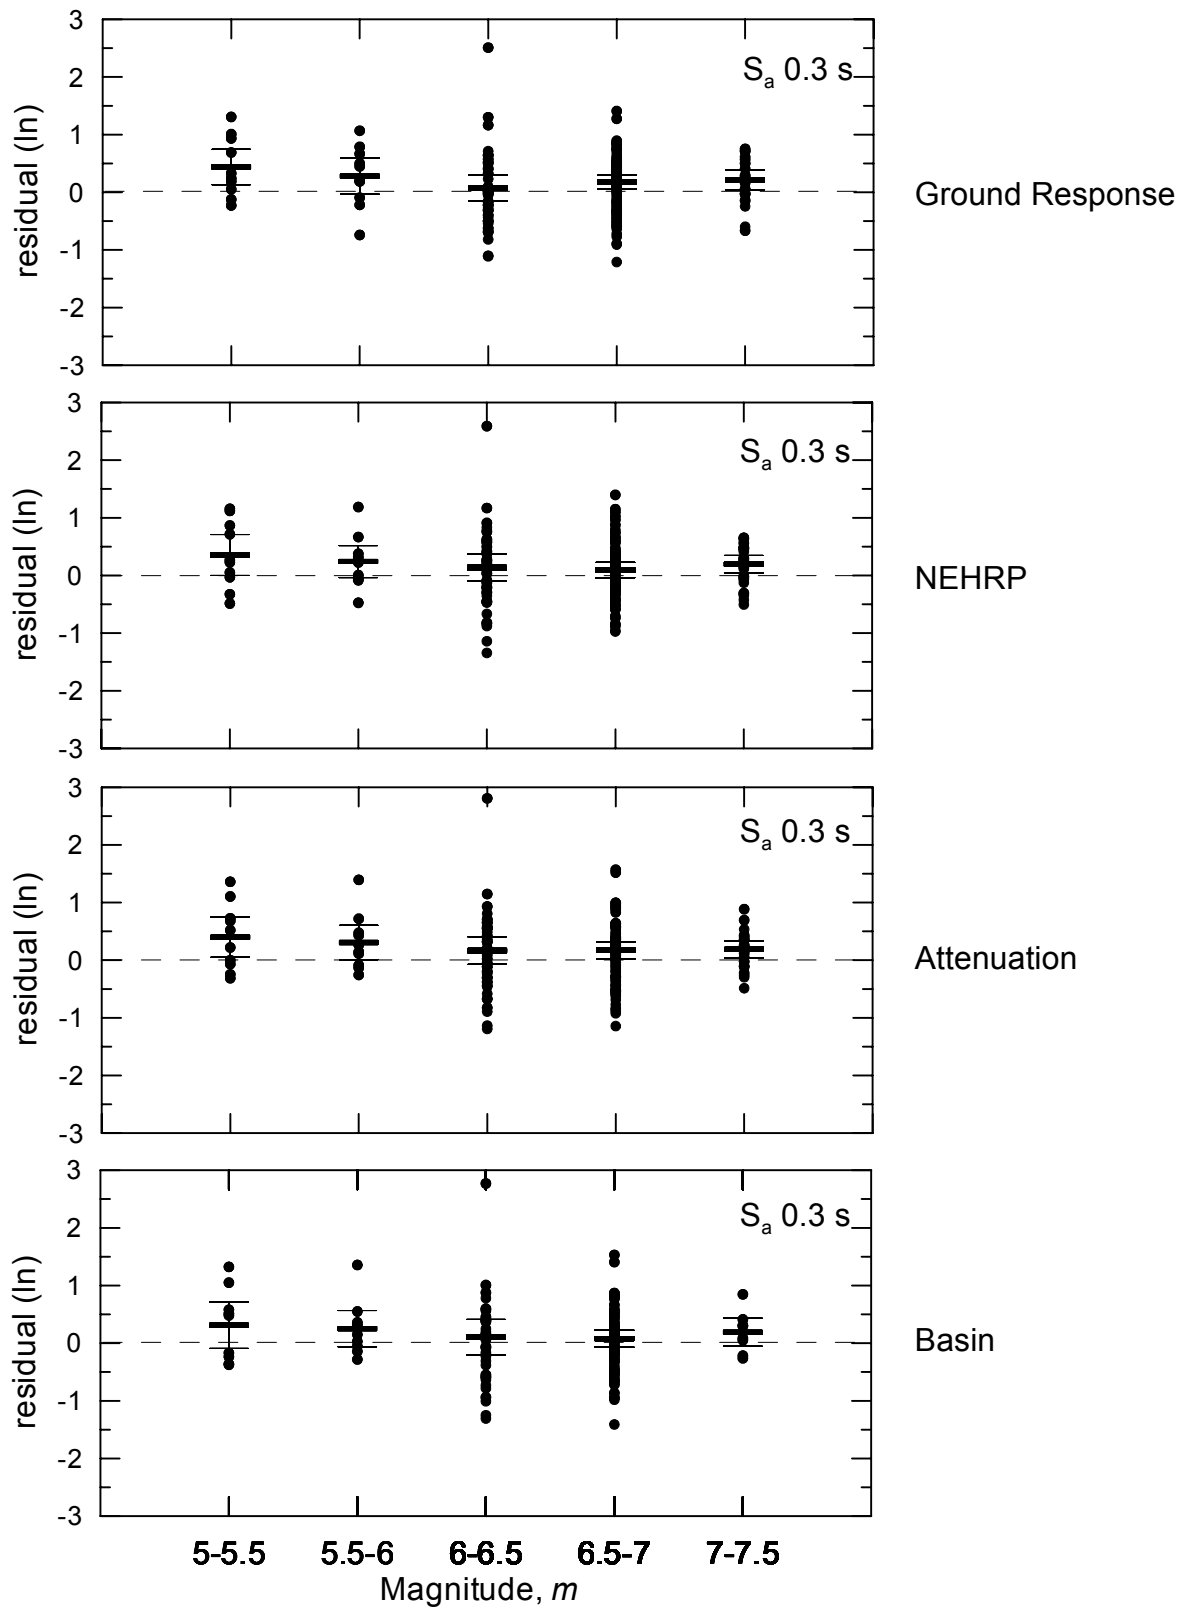 3
2
1
0
-1
-2
-3
residual (ln)
Sa 0.3 s
Ground Response
3
2
1
0
-1
-2
-3
residual (ln)
Sa 0.3 s
NEHRP
3
2
1
0
-1
-2
-3
residual (ln)
Sa 0.3 s
Attenuation
3
2
1
0
-1
-2
-3
residual (ln)
Sa 0.3 s
Basin
5-5.5 5.5-6 6-6.5 6.5-7 7-7.5
Magnitude, m